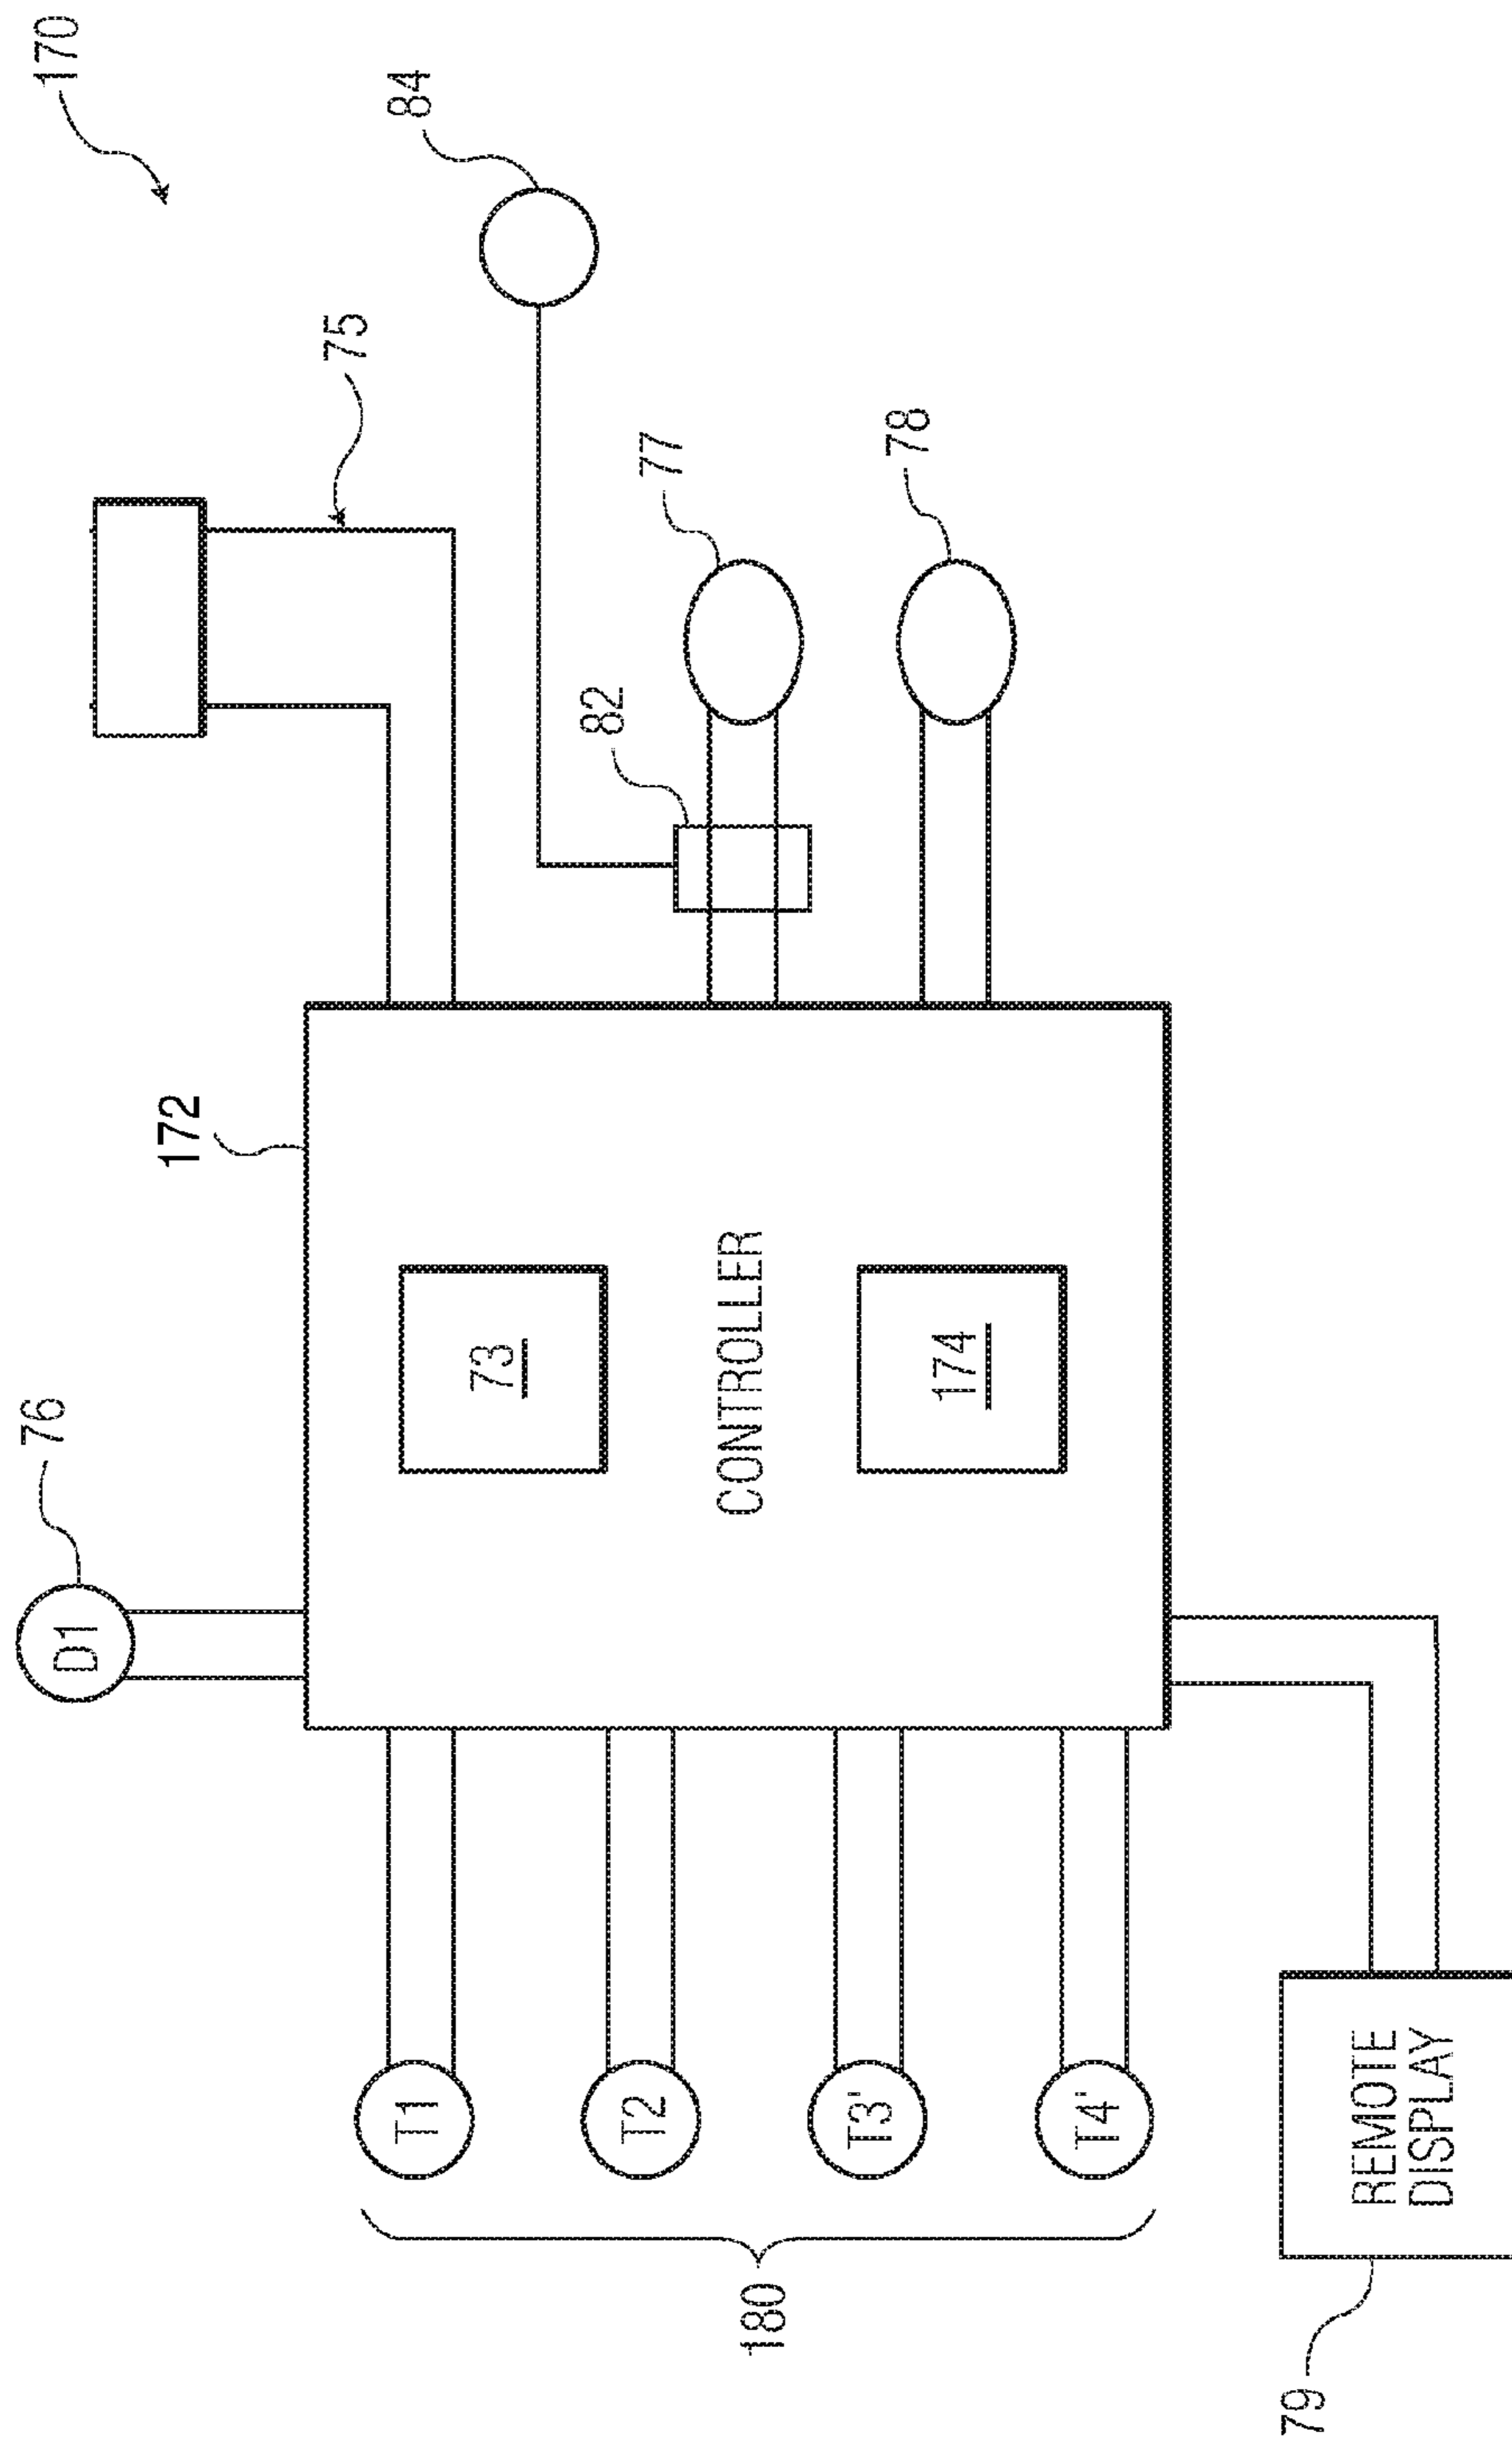 170
84
75
77
78
82
172
76
D1
73
CONTROLLER
174
T1
T2
T3'
T4'
180
REMOTE
DISPLAY
79